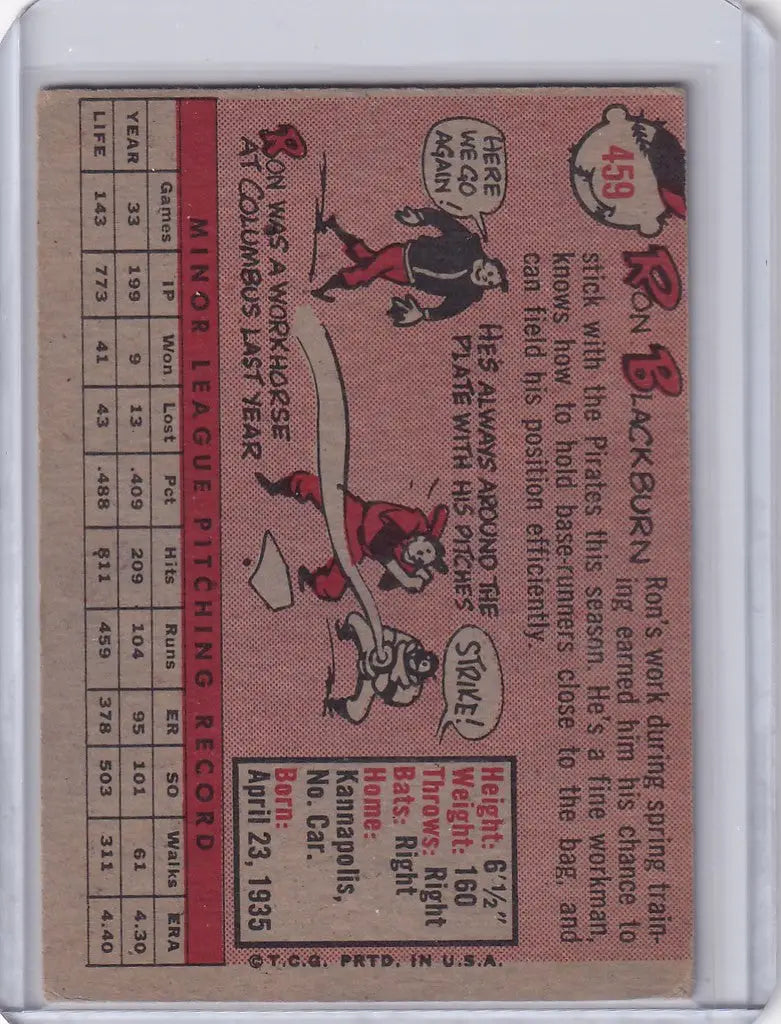 459
RON BLACKBURN
Ron's work during spring train-
ing earned him his chance to
stick with the Pirates this season. He's a fine workman,
knows how to hold base-runners close to the bag, and
can field his position efficiently.
HERE
WE GO
AGAIN!
HE'S ALWAYS AROUND THE
PLATE WITH HIS PITCHES
STRIKE!
RON WAS A WORKHORSE
AT COLUMBUS LAST YEAR
Height: 6'½"
Weight: 160
Throws: Right
Bats: Right
Home:
Kannapolis,
No. Car.
Born:
April 23, 1935
MINOR LEAGUE PITCHING RECORD
Games IP Won Lost Pct Hits Runs ER SO Walks ERA
YEAR 33 199 9 13 .409 209 104 95 101 61 4.30
LIFE 143 773 41 43 .488 811 459 378 503 311 4.40
©T.C.G. PRTD. IN U.S.A.